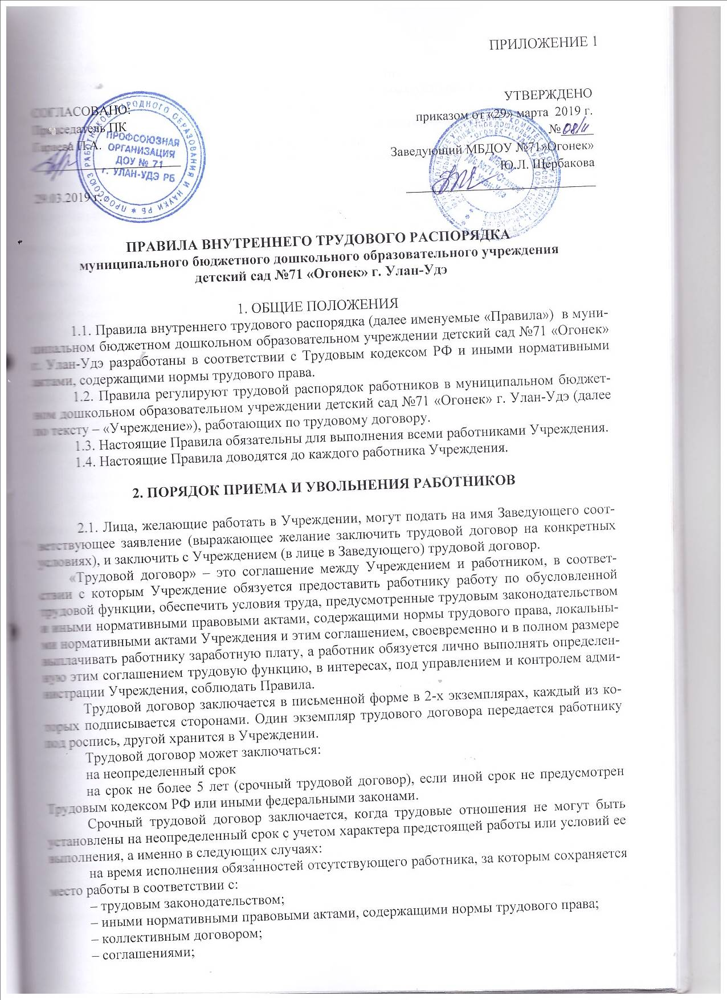 ПРИЛОЖЕНИЕ 1
СОГЛАСОВАНО:
Председатель ПК
П.А.
29.03.2019 г.
ПРОФСОЮЗ РАБОТНИКОВ НАРОДНОГО ОБРАЗОВАНИЯ И НАУКИ РБ *
ПРОФСОЮЗНАЯ
ОРГАНИЗАЦИЯ
ДОУ № 71
г. УЛАН-УДЭ РБ
УТВЕРЖДЕНО
приказом от «29» марта 2019 г.
№ 08/4
Заведующий МБДОУ №71»Огонек»
Ю.Л. Щербакова
ПРАВИЛА ВНУТРЕННЕГО ТРУДОВОГО РАСПОРЯДКА
муниципального бюджетного дошкольного образовательного учреждения
детский сад №71 «Огонек» г. Улан-Удэ
1. ОБЩИЕ ПОЛОЖЕНИЯ
1.1. Правила внутреннего трудового распорядка (далее именуемые «Правила») в муни-
ципальном бюджетном дошкольном образовательном учреждении детский сад №71 «Огонек»
г. Улан-Удэ разработаны в соответствии с Трудовым кодексом РФ и иными нормативными
актами, содержащими нормы трудового права.
1.2. Правила регулируют трудовой распорядок работников в муниципальном бюджет-
ном дошкольном образовательном учреждении детский сад №71 «Огонек» г. Улан-Удэ (далее
по тексту – «Учреждение»), работающих по трудовому договору.
1.3. Настоящие Правила обязательны для выполнения всеми работниками Учреждения.
1.4. Настоящие Правила доводятся до каждого работника Учреждения.
2. ПОРЯДОК ПРИЕМА И УВОЛЬНЕНИЯ РАБОТНИКОВ
2.1. Лица, желающие работать в Учреждении, могут подать на имя Заведующего соот-
ветствующее заявление (выражающее желание заключить трудовой договор на конкретных
условиях), и заключить с Учреждением (в лице в Заведующего) трудовой договор.
«Трудовой договор» – это соглашение между Учреждением и работником, в соответ-
ствии с которым Учреждение обязуется предоставить работнику работу по обусловленной
трудовой функции, обеспечить условия труда, предусмотренные трудовым законодательством
и иными нормативными правовыми актами, содержащими нормы трудового права, локальны-
ми нормативными актами Учреждения и этим соглашением, своевременно и в полном размере
выплачивать работнику заработную плату, а работник обязуется лично выполнять определен-
ную этим соглашением трудовую функцию, в интересах, под управлением и контролем адми-
нистрации Учреждения, соблюдать Правила.
Трудовой договор заключается в письменной форме в 2-х экземплярах, каждый из ко-
торых подписывается сторонами. Один экземпляр трудового договора передается работнику
под роспись, другой хранится в Учреждении.
Трудовой договор может заключаться:
на неопределенный срок
на срок не более 5 лет (срочный трудовой договор), если иной срок не предусмотрен
Трудовым кодексом РФ или иными федеральными законами.
Срочный трудовой договор заключается, когда трудовые отношения не могут быть
установлены на неопределенный срок с учетом характера предстоящей работы или условий ее
выполнения, а именно в следующих случаях:
на время исполнения обязанностей отсутствующего работника, за которым сохраняется
место работы в соответствии с:
– трудовым законодательством;
– иными нормативными правовыми актами, содержащими нормы трудового права;
– коллективным договором;
– соглашениями;